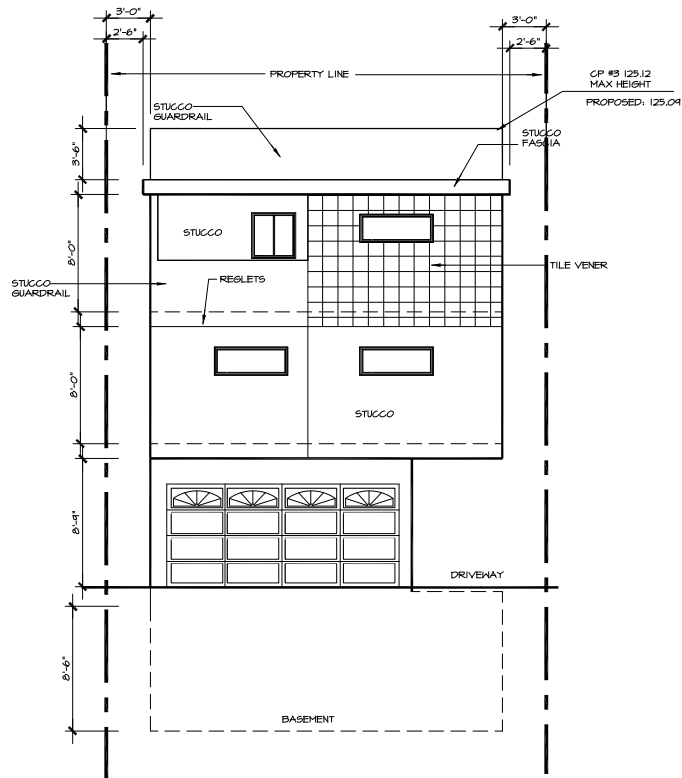 3'-0"
3'-0"
2'-6"
2'-6"
PROPERTY LINE
CP #3 125.12
MAX HEIGHT
PROPOSED: 125.09
STUCCO
GUARDRAIL
STUCCO
FASCIA
3'-6"
STUCCO
8'-0"
TILE VENER
REGLETS
STUCCO
GUARDRAIL
8'-0"
STUCCO
8'-9"
DRIVEWAY
8'-6"
BASEMENT